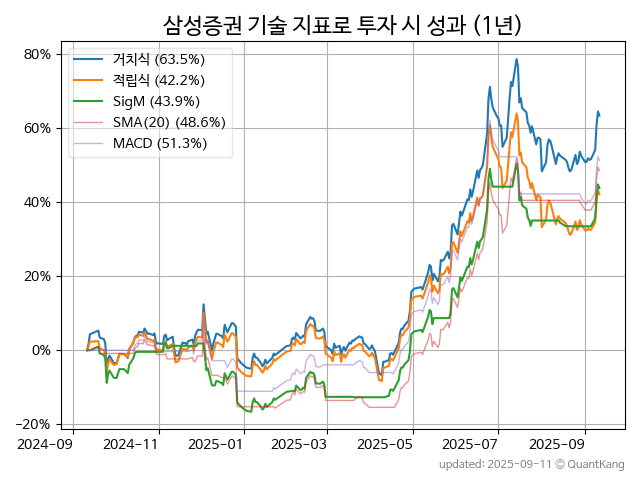 삼성증권 기술 지표로 투자 시 성과 (1년)
80%
60%
40%
20%
0%
−20%
거치식 (63.5%)
적립식 (42.2%)
SigM (43.9%)
SMA(20) (48.6%)
MACD (51.3%)
2024-09 2024-11 2025-01 2025-03 2025-05 2025-07 2025-09
updated: 2025-09-11 © QuantKang